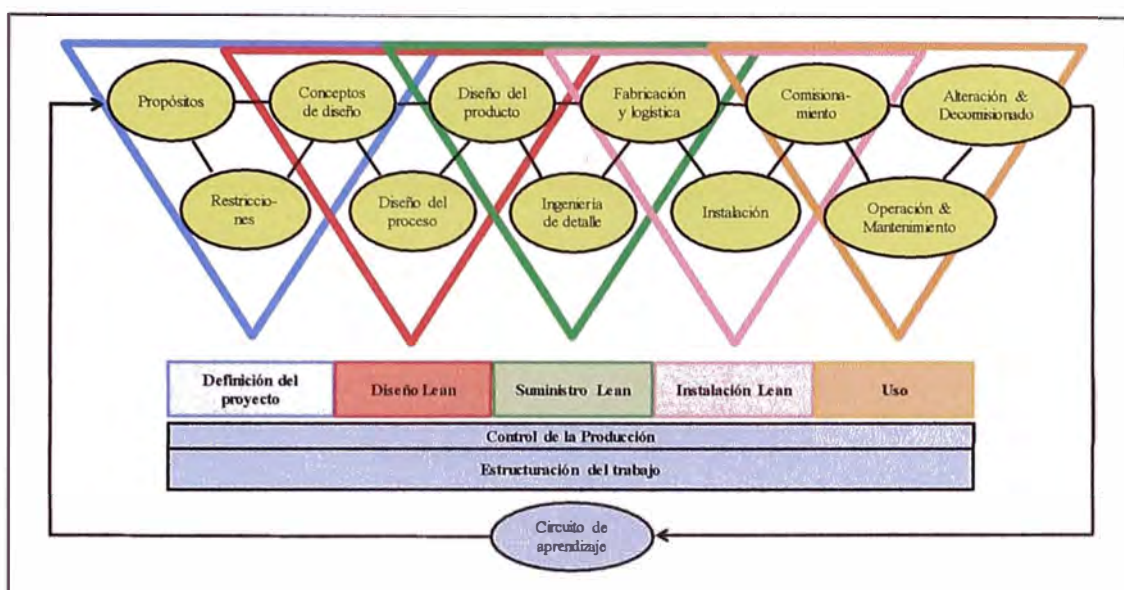 Propósitos
Conceptos
de diseño
Diseño del
producto
Fabricación
y logística
Comisiona-
miento
Alteración &
Decomisionado
Restriccio-
nes
Diseño del
proceso
Ingeniería
de detalle
Instalación
Operación &
Mantenimiento
Definición del
proyecto
Diseño Lean
Suministro Lean
Instalación Lean
Uso
Control de la Producción
Estructuración del trabajo
Circuito de
aprendizaje